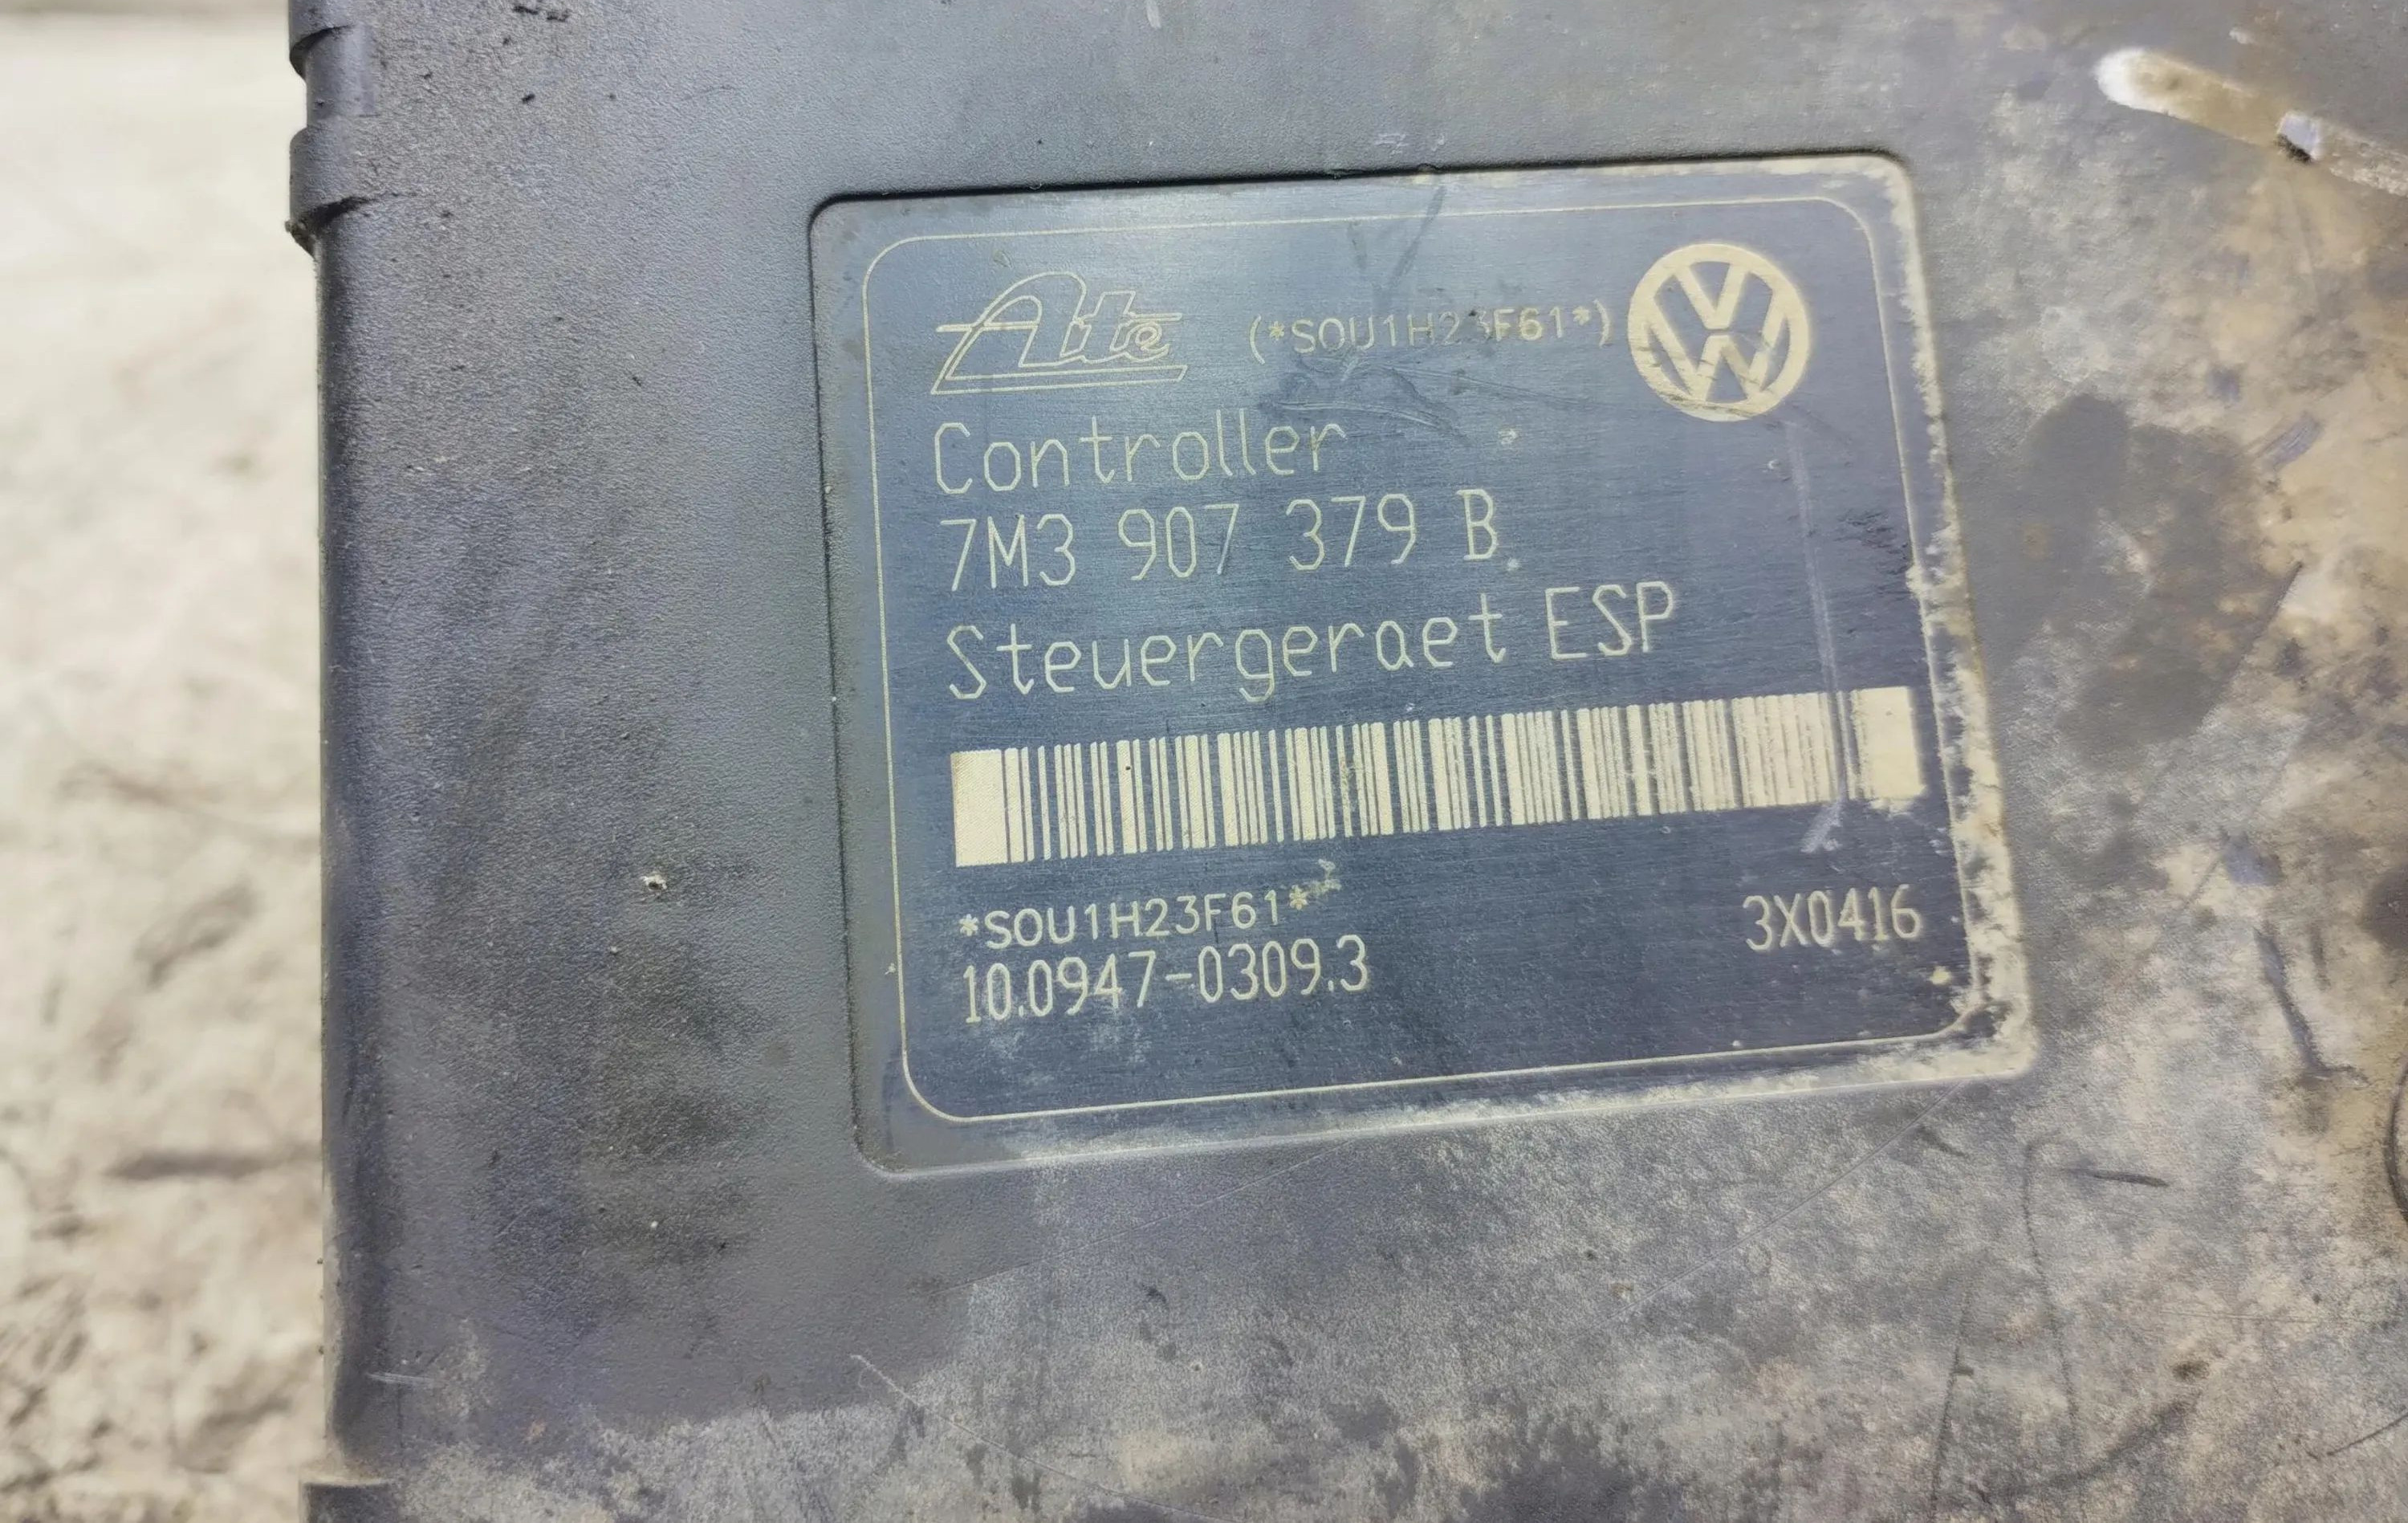 Ate (*SOU1H23F61*)
Controller
7M3 907 379 B
Steuergeraet ESP
*SOU1H23F61*
10.0947-0309.3 3X0416